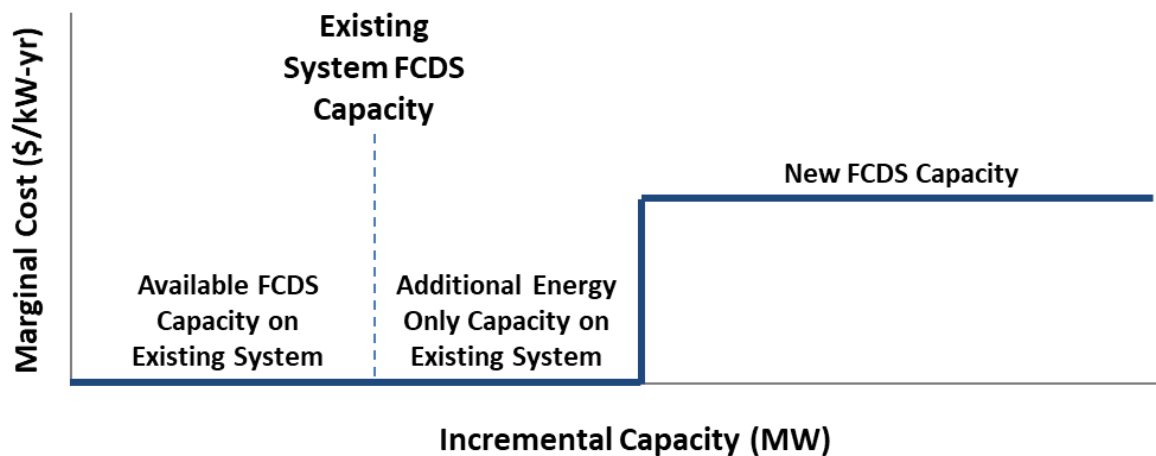 Existing
System FCDS
Capacity
Marginal Cost ($/kW-yr)
New FCDS Capacity
Available FCDS
Capacity on
Existing System
Additional Energy
Only Capacity on
Existing System
Incremental Capacity (MW)